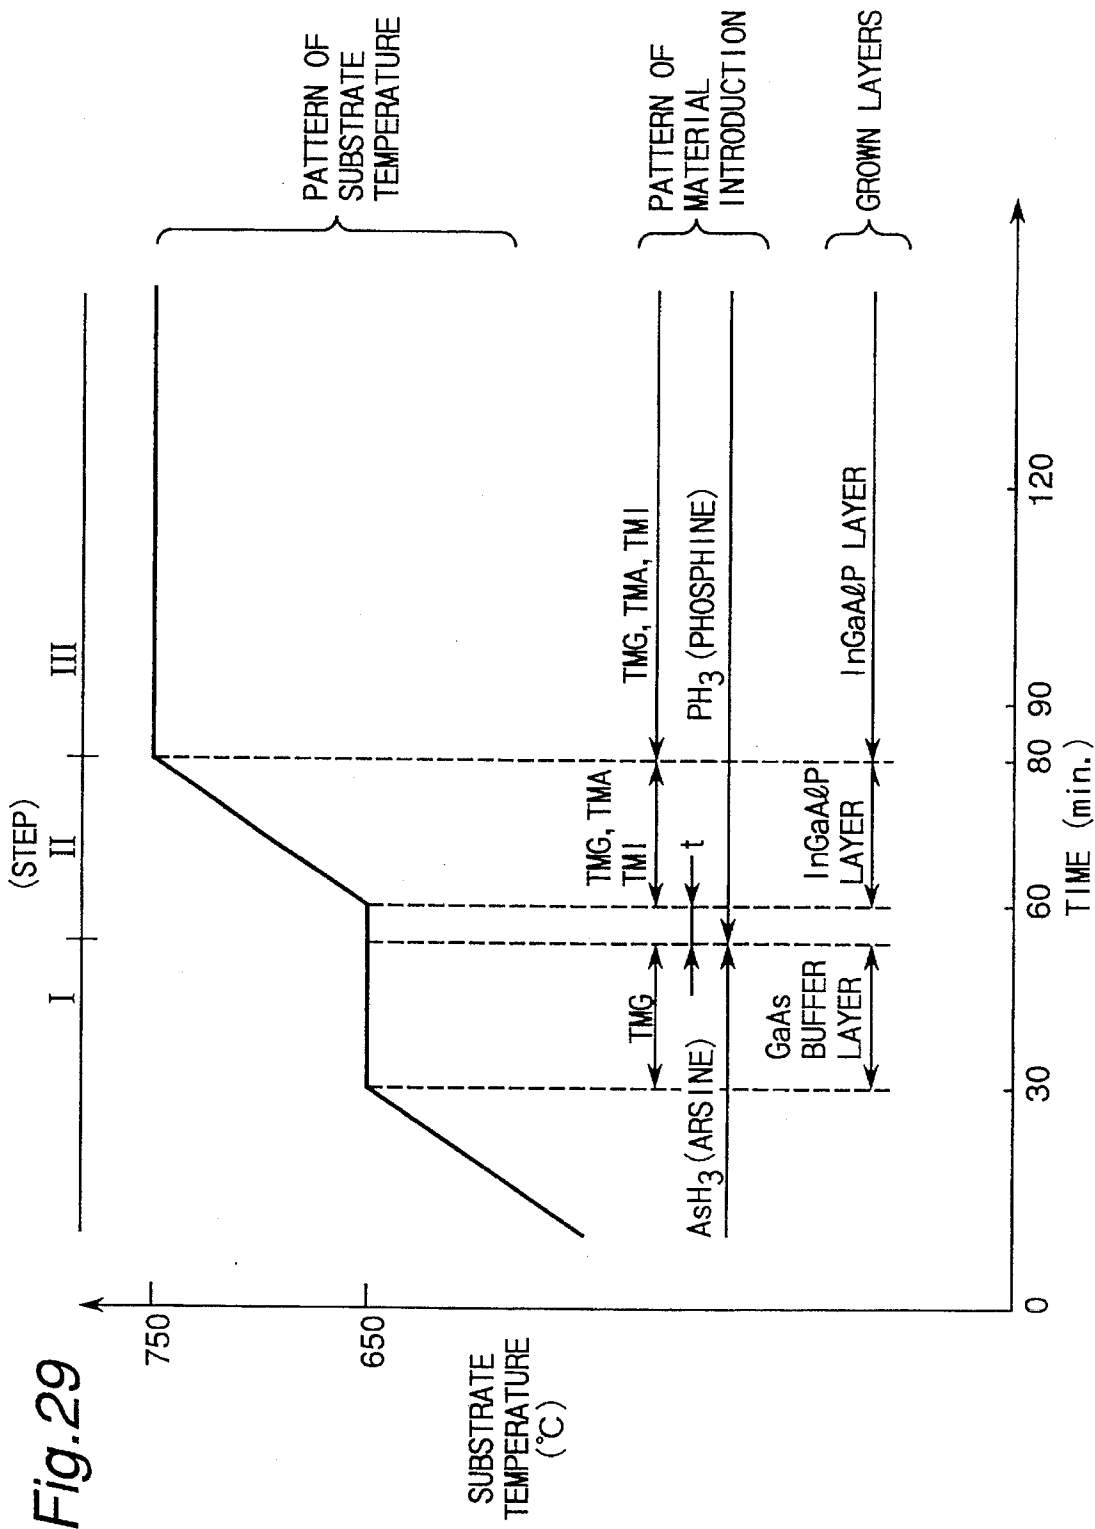 Fig.29
(STEP)
I
II
III
750
650
SUBSTRATE
TEMPERATURE
(°C)
PATTERN OF
SUBSTRATE
TEMPERATURE
TMG
TMG, TMA
TMI
TMG, TMA, TMI
t
AsH3 (ARSINE)
PH3 (PHOSPHINE)
PATTERN OF
MATERIAL
INTRODUCTION
GaAs
BUFFER
LAYER
InGaAℓP
LAYER
InGaAℓP LAYER
GROWN LAYERS
0
30
60
80
90
120
TIME (min.)